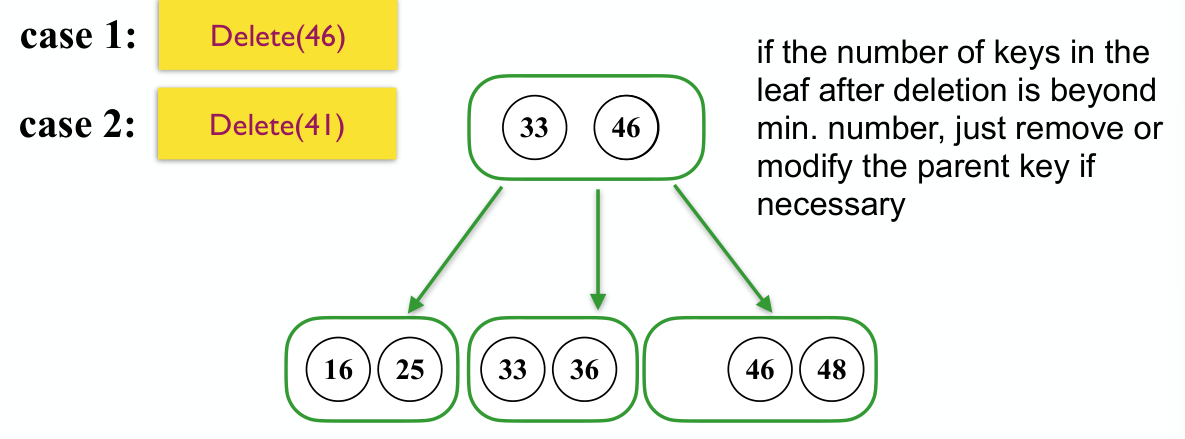 case 1: Delete(46)
case 2: Delete(41)
if the number of keys in the
leaf after deletion is beyond
min. number, just remove or
modify the parent key if
necessary
33 46
16 25 33 36 46 48